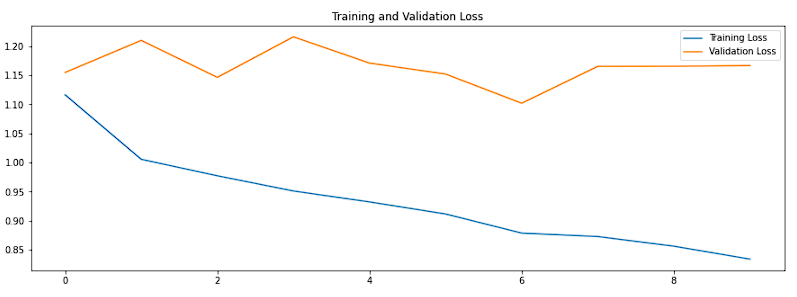 Training and Validation Loss
Training Loss
Validation Loss
1.20
1.15
1.10
1.05
1.00
0.95
0.90
0.85
0 2 4 6 8